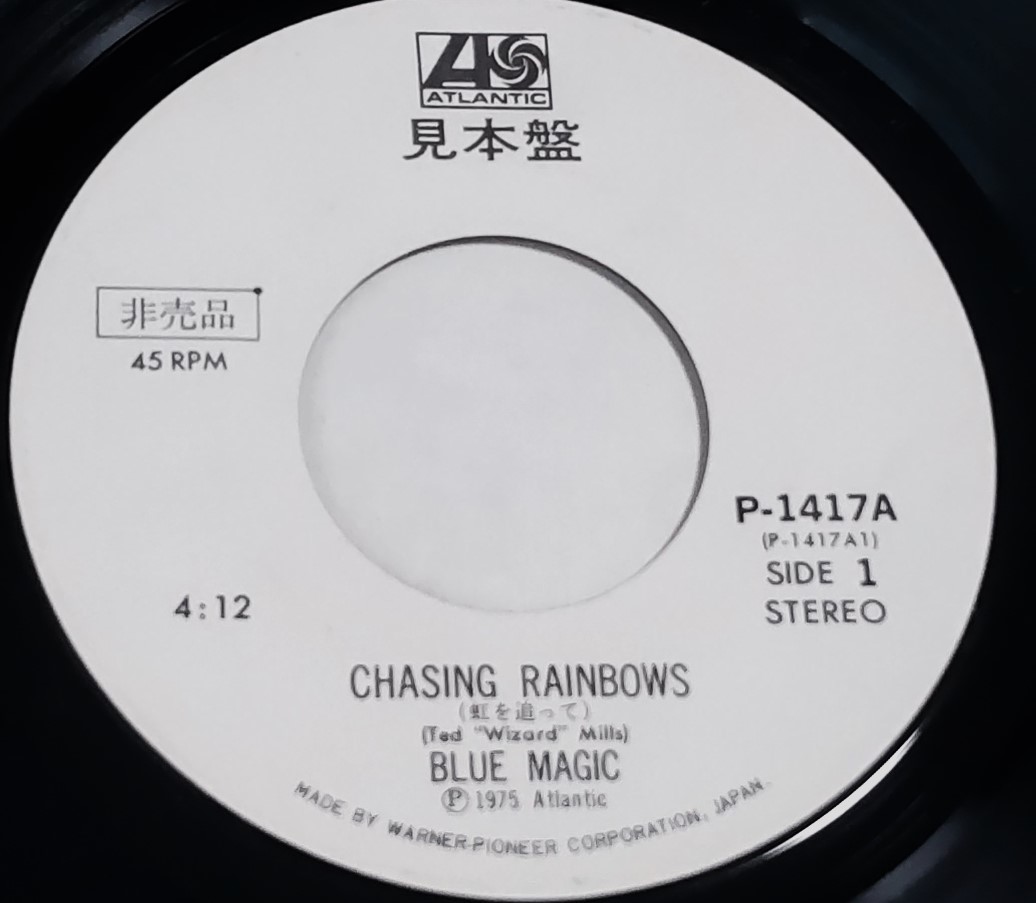 ATLANTIC
見本盤
非売品
45 RPM
P-1417A
(P-1417A1)
SIDE 1
STEREO
4:12
CHASING RAINBOWS
(虹を追って)
(Ted "Wizard" Mills)
BLUE MAGIC
Ⓟ 1975 Atlantic
MADE BY WARNER-PIONEER CORPORATION, JAPAN.